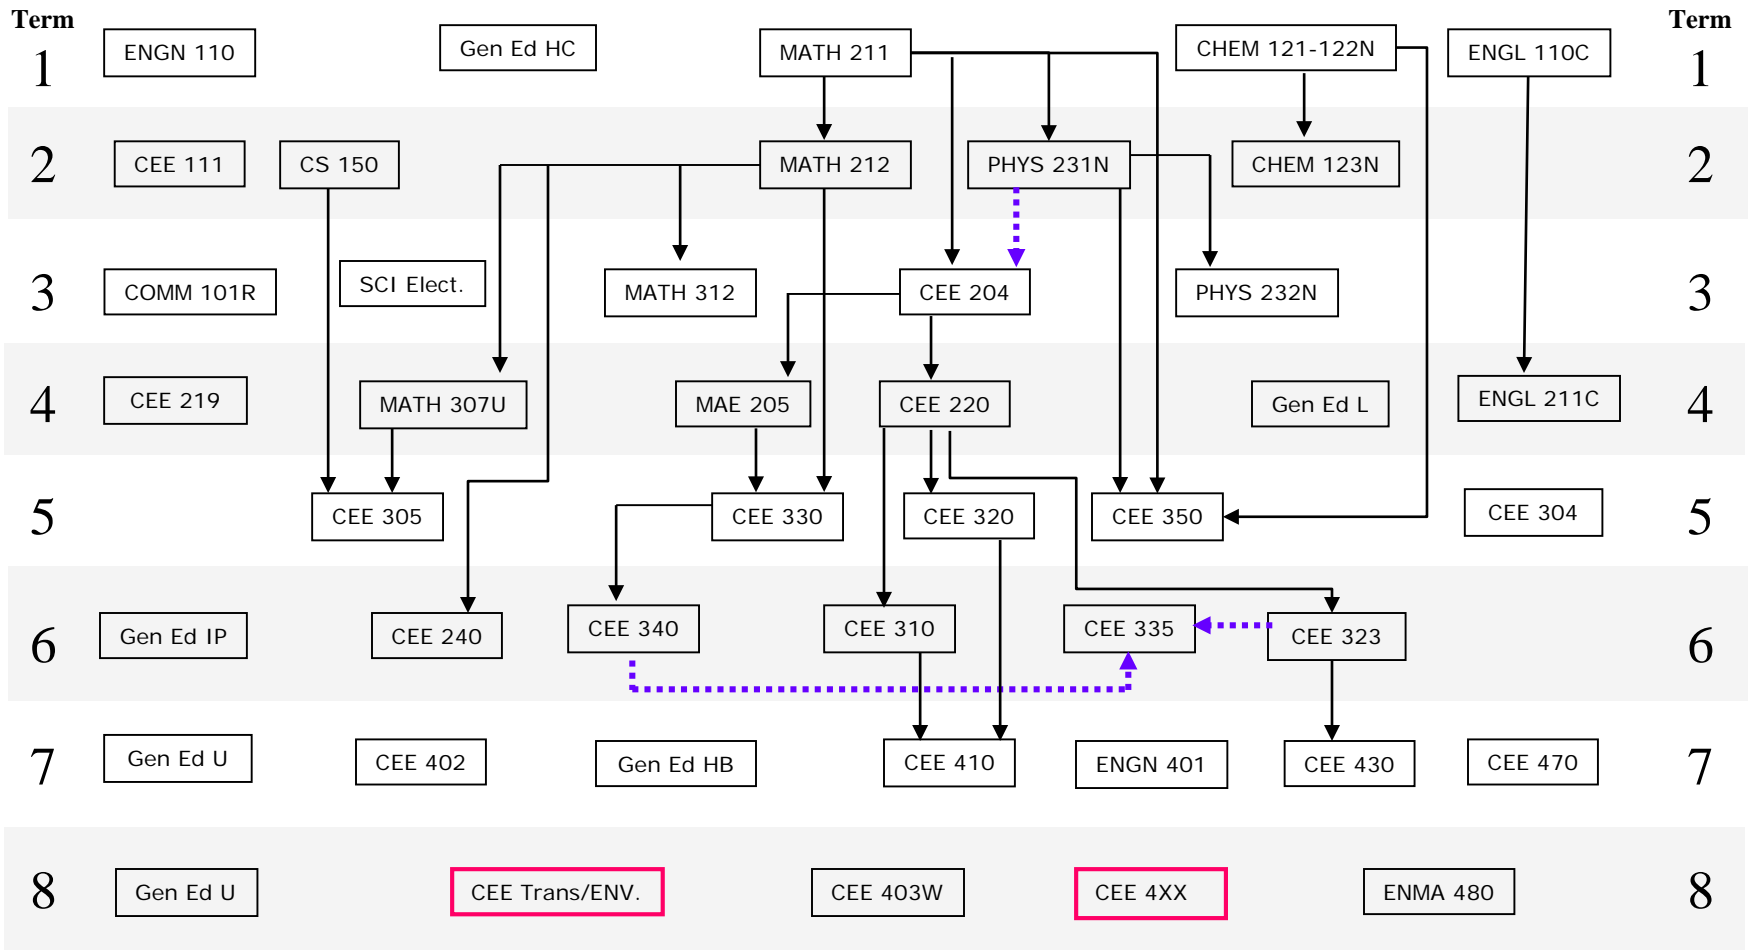 Term Term
1 ENGN 110 Gen Ed HC MATH 211 CHEM 121-122N ENGL 110C 1
2 CEE 111 CS 150 MATH 212 PHYS 231N CHEM 123N 2
3 COMM 101R SCI Elect. MATH 312 CEE 204 PHYS 232N 3
4 CEE 219 MATH 307U MAE 205 CEE 220 Gen Ed L ENGL 211C 4
5 CEE 305 CEE 330 CEE 320 CEE 350 CEE 304 5
6 Gen Ed IP CEE 240 CEE 340 CEE 310 CEE 335 CEE 323 6
7 Gen Ed U CEE 402 Gen Ed HB CEE 410 ENGN 401 CEE 430 CEE 470 7
8 Gen Ed U CEE Trans/ENV. CEE 403W CEE 4XX ENMA 480 8